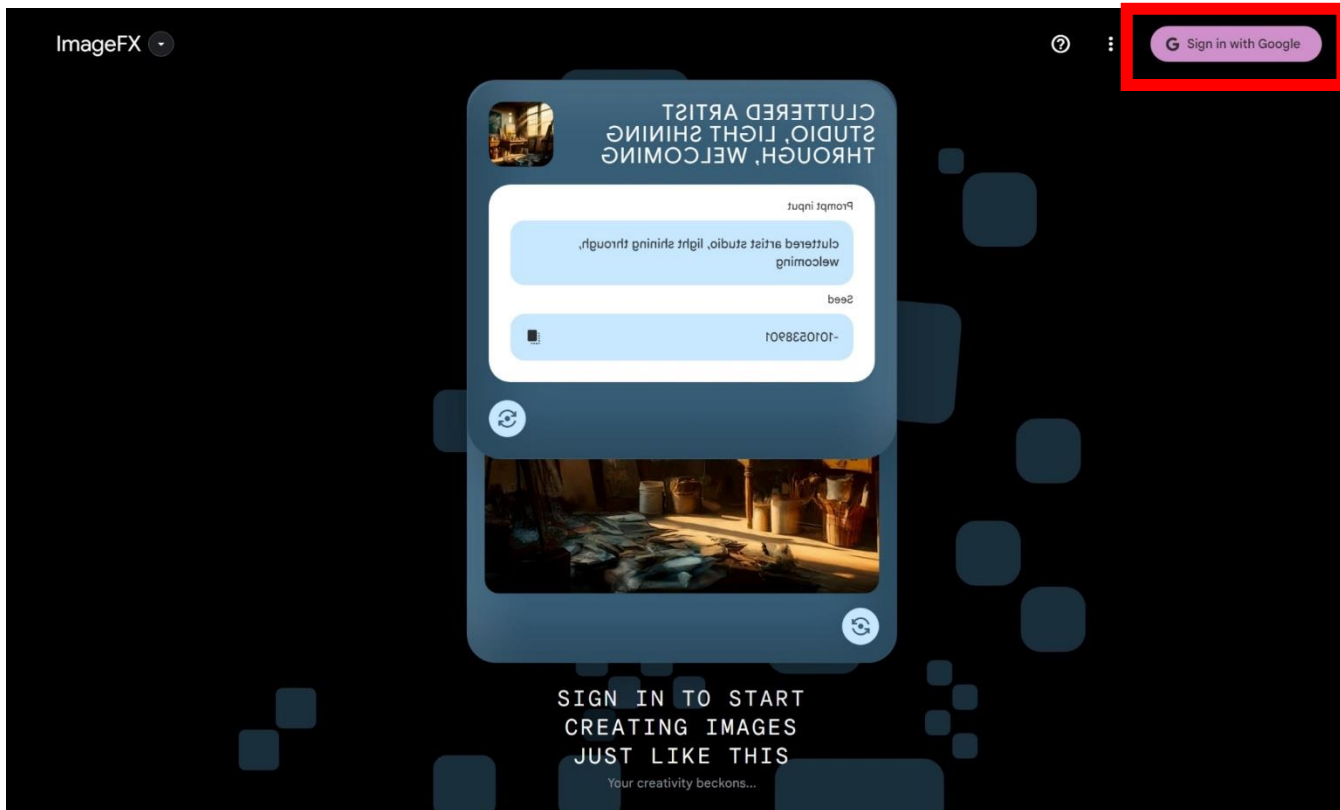 ImageFX
Sign in with Google
CLUTTERED ARTIST
STUDIO, LIGHT SHINING
THROUGH, WELCOMING
Prompt input
cluttered artist studio, light shining through,
welcoming
Seed
-1010538901
SIGN IN TO START
CREATING IMAGES
JUST LIKE THIS
Your creativity beckons...